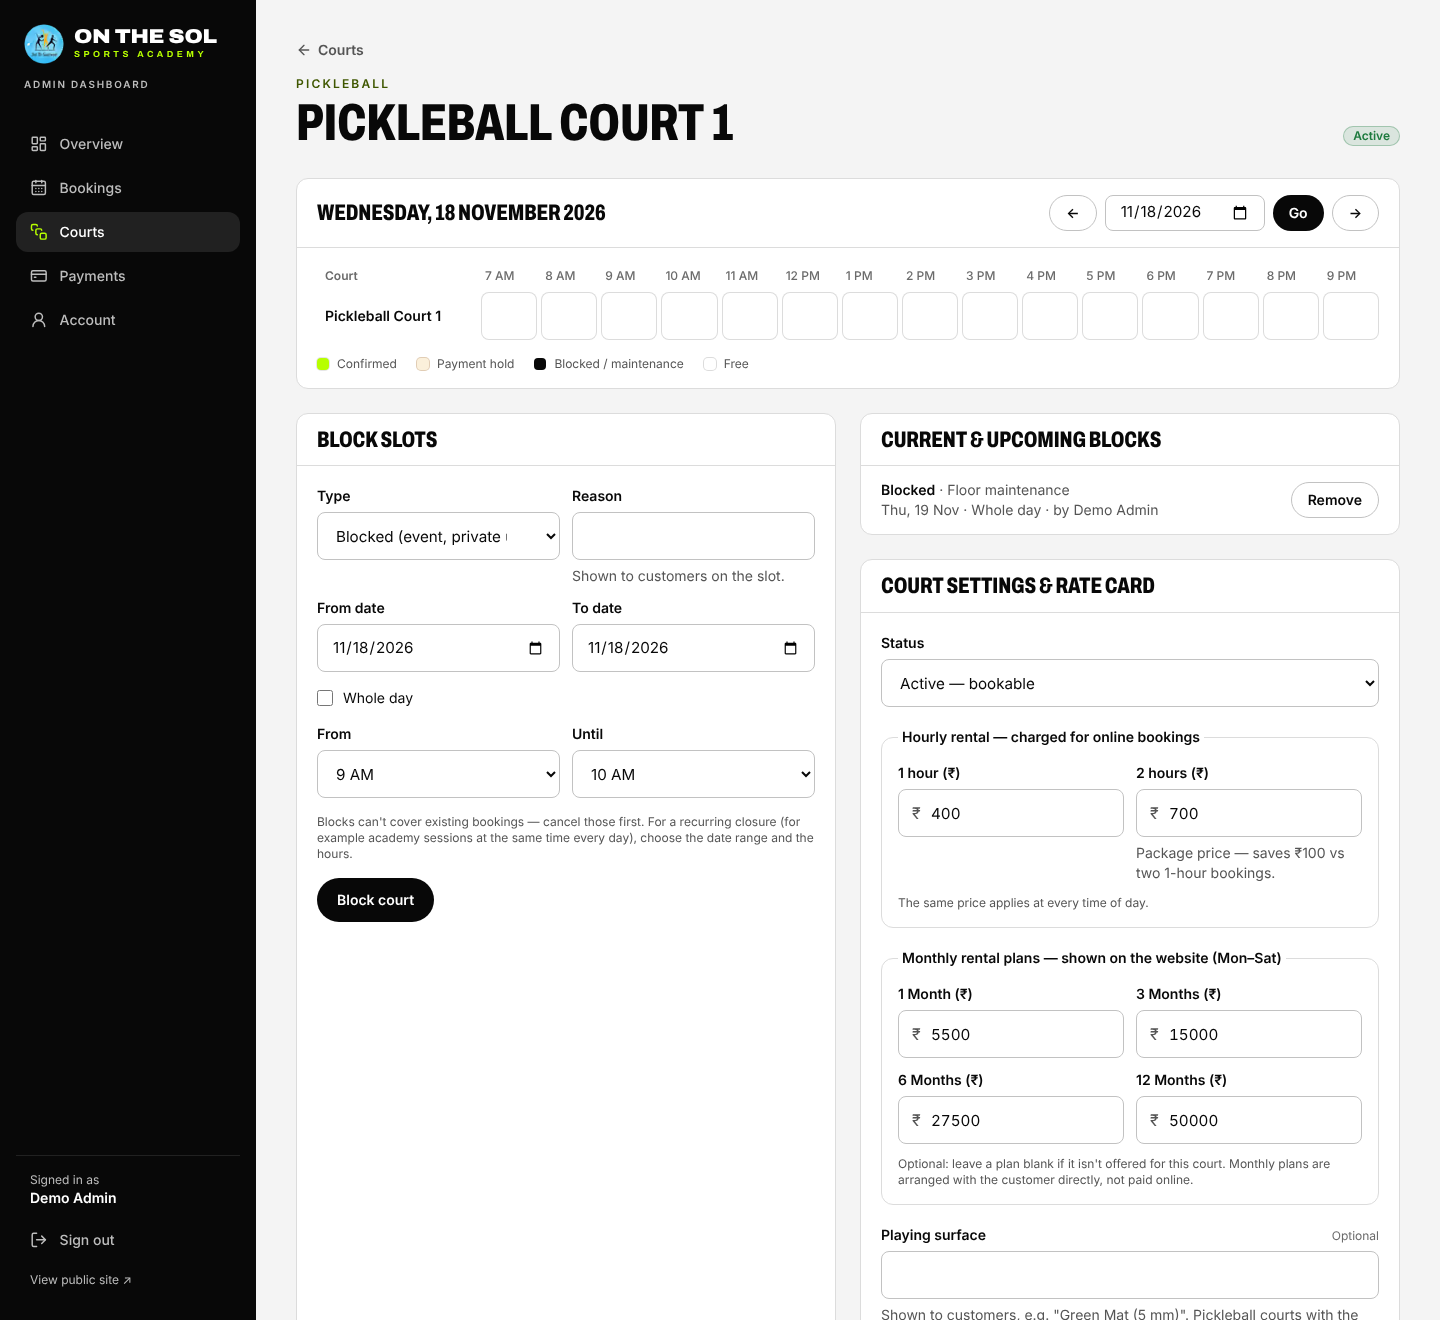 ON THE SOL
SPORTS ACADEMY
ADMIN DASHBOARD
Overview
Bookings
Courts
Payments
Account
Signed in as
Demo Admin
Sign out
View public site ↗
← Courts
PICKLEBALL
PICKLEBALL COURT 1
Active
WEDNESDAY, 18 NOVEMBER 2026
← 11/18/2026 Go →
Court 7 AM 8 AM 9 AM 10 AM 11 AM 12 PM 1 PM 2 PM 3 PM 4 PM 5 PM 6 PM 7 PM 8 PM 9 PM
Pickleball Court 1
Confirmed Payment hold Blocked / maintenance Free
BLOCK SLOTS
Type Reason
Blocked (event, private
Shown to customers on the slot.
From date To date
11/18/2026 11/18/2026
Whole day
From Until
9 AM 10 AM
Blocks can't cover existing bookings — cancel those first. For a recurring closure (for
example academy sessions at the same time every day), choose the date range and the
hours.
Block court
CURRENT & UPCOMING BLOCKS
Blocked · Floor maintenance
Thu, 19 Nov · Whole day · by Demo Admin
Remove
COURT SETTINGS & RATE CARD
Status
Active — bookable
Hourly rental — charged for online bookings
1 hour (₹) 2 hours (₹)
₹ 400 ₹ 700
Package price — saves ₹100 vs
two 1-hour bookings.
The same price applies at every time of day.
Monthly rental plans — shown on the website (Mon–Sat)
1 Month (₹) 3 Months (₹)
₹ 5500 ₹ 15000
6 Months (₹) 12 Months (₹)
₹ 27500 ₹ 50000
Optional: leave a plan blank if it isn't offered for this court. Monthly plans are
arranged with the customer directly, not paid online.
Playing surface Optional
Shown to customers, e.g. "Green Mat (5 mm)". Pickleball courts with the